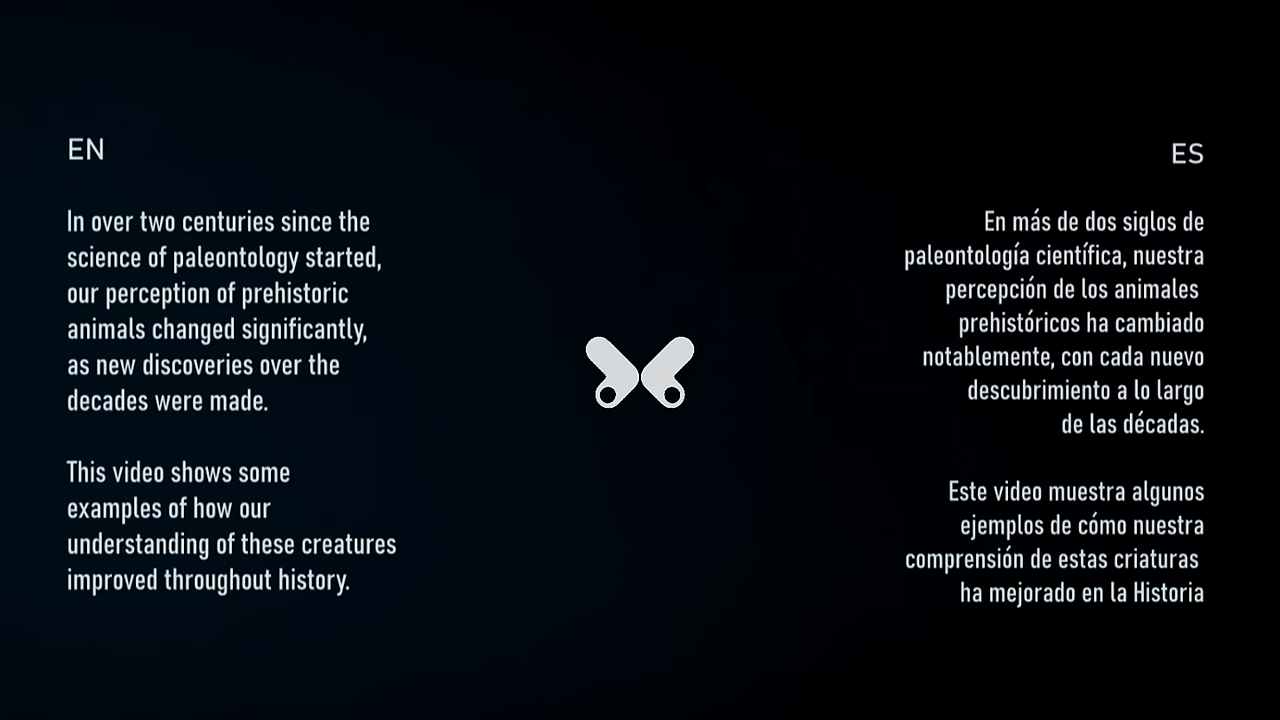 EN
In over two centuries since the
science of paleontology started,
our perception of prehistoric
animals changed significantly,
as new discoveries over the
decades were made.
This video shows some
examples of how our
understanding of these creatures
improved throughout history.
ES
En más de dos siglos de
paleontología científica, nuestra
percepción de los animales
prehistóricos ha cambiado
notablemente, con cada nuevo
descubrimiento a lo largo
de las décadas.
Este video muestra algunos
ejemplos de cómo nuestra
comprensión de estas criaturas
ha mejorado en la Historia